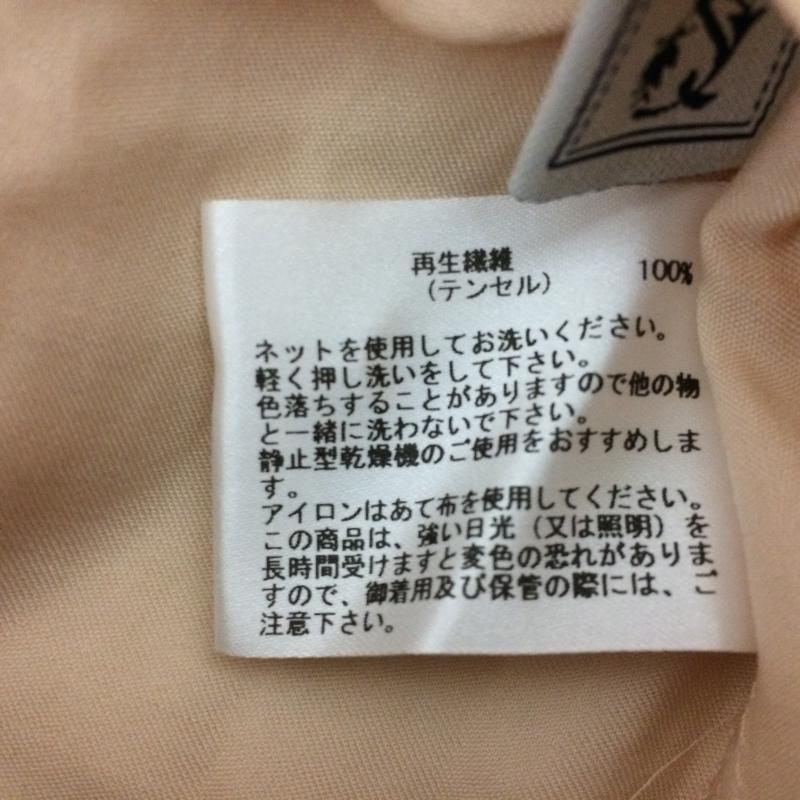 再生繊維 100%
(テンセル)
ネットを使用してお洗いください。
軽く押し洗いをして下さい。
色落ちすることがありますので他の物
と一緒に洗わないで下さい。
静止型乾燥機のご使用をおすすめしま
す。
アイロンはあて布を使用してください。
この商品は、強い日光(又は照明)を
長時間受けますと変色の恐れがありま
すので、御着用及び保管の際には、ご
注意下さい。